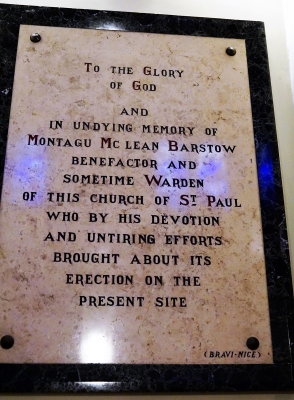 To the Glory
of God
and
in undying memory of
Montagu Mc Lean Barstow
benefactor and
sometime Warden
of this church of St Paul
who by his devotion
and untiring efforts
brought about its
erection on the
present site
(BRAVI-NICE)